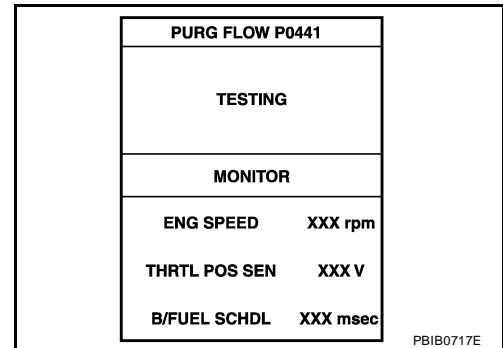 PURG FLOW P0441
TESTING
MONITOR
ENG SPEED XXX rpm
THRTL POS SEN XXX V
B/FUEL SCHDL XXX msec
PBIB0717E